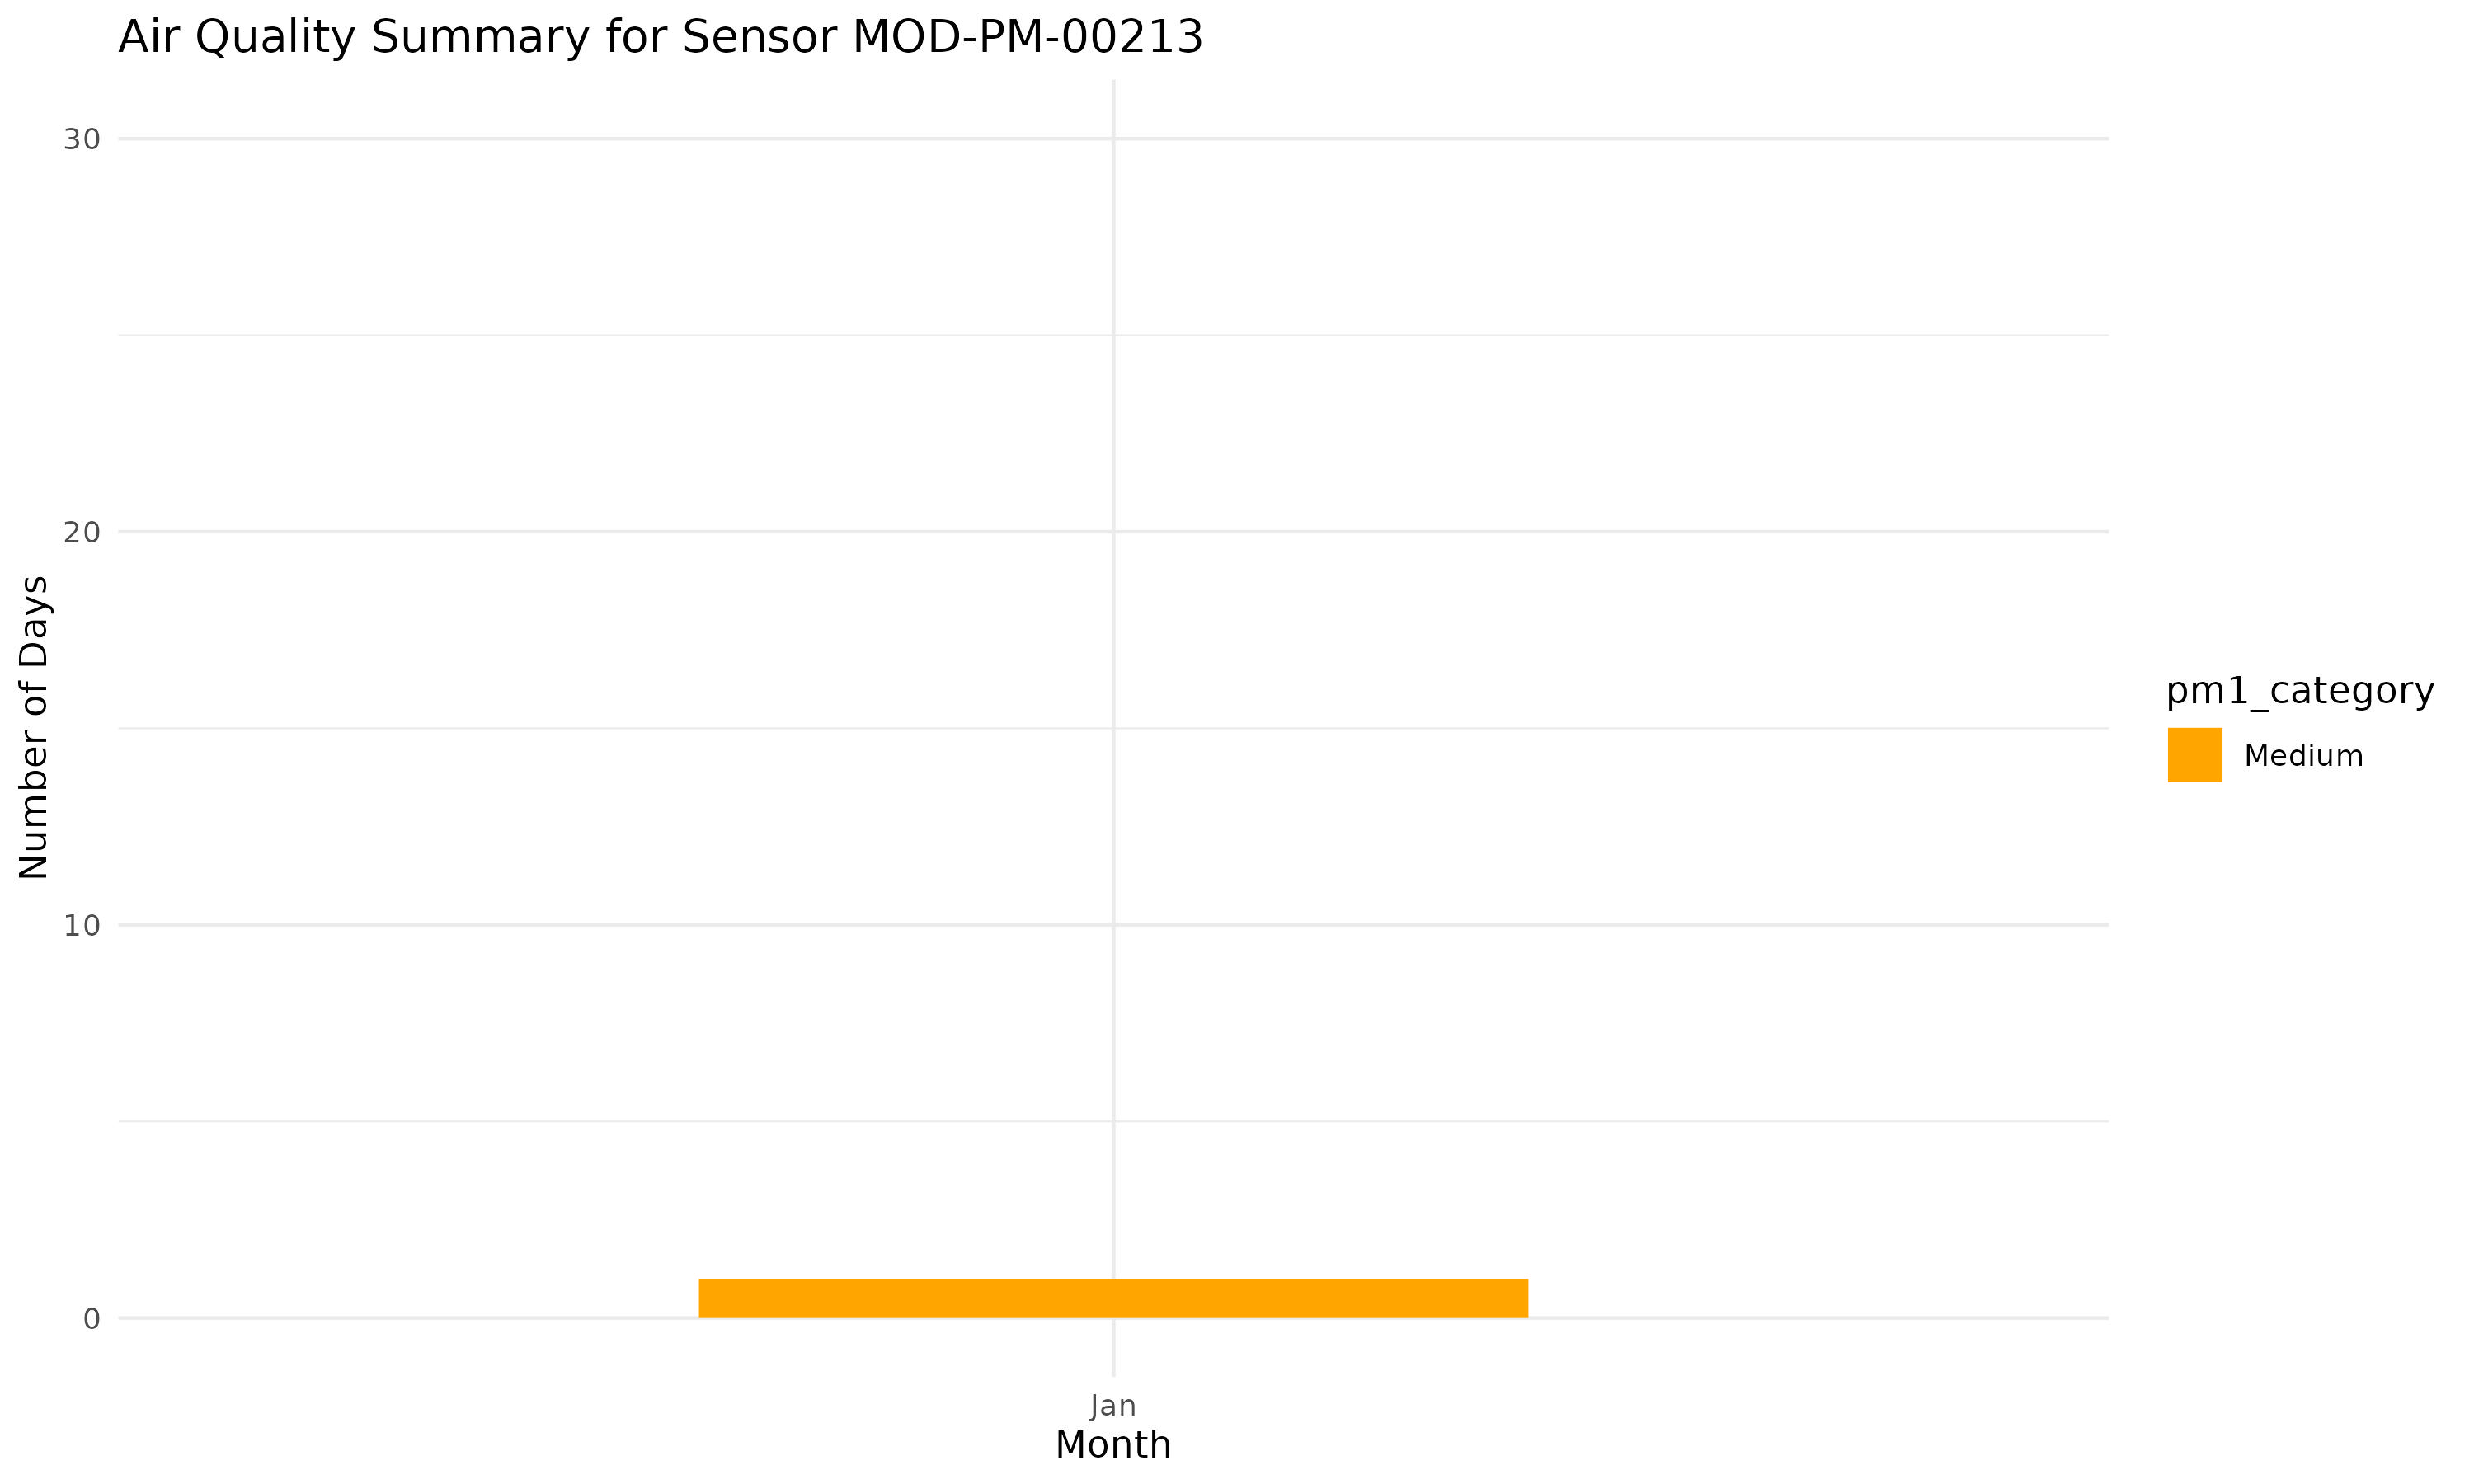 Air Quality Summary for Sensor MOD-PM-00213
30
20
10
0
Number of Days
Jan
Month
pm1_category
Medium